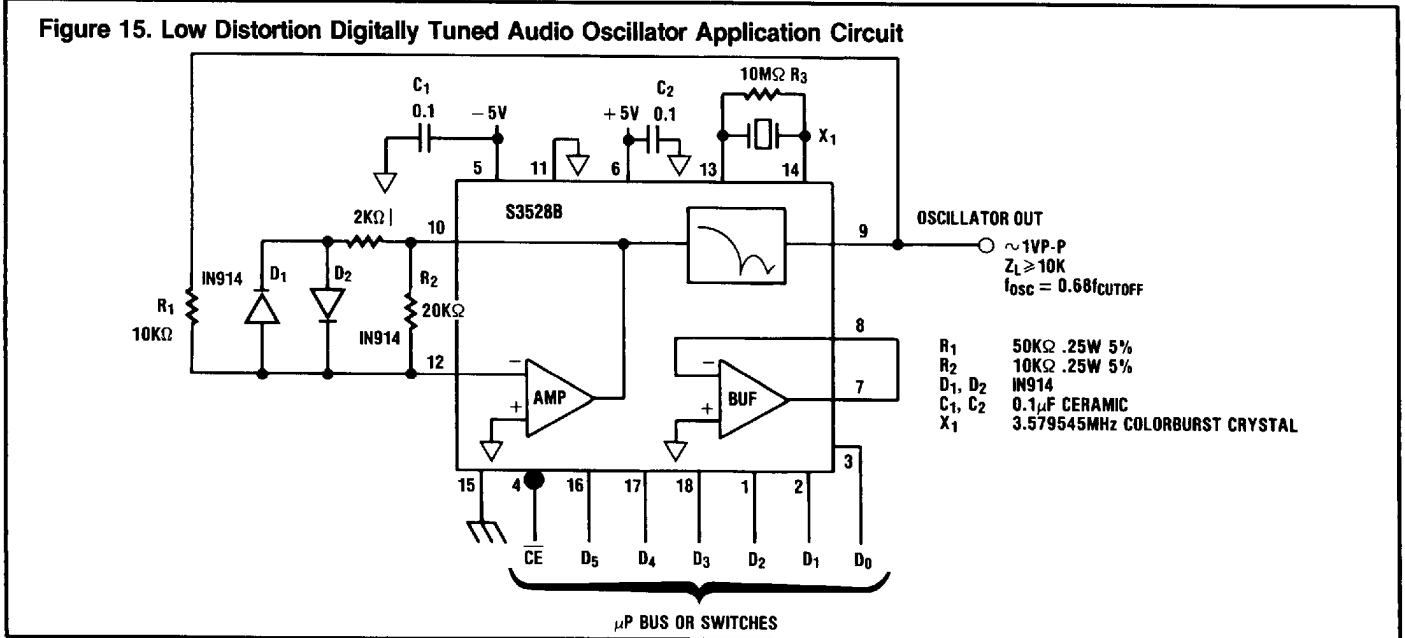 Figure 15. Low Distortion Digitally Tuned Audio Oscillator Application Circuit
10MΩ R3
C1
0.1
−5V
+5V
C2
0.1
X1
5
11
6
13
14
S3528B
2KΩ
10
9
OSCILLATOR OUT
∼1VP-P
ZL≥10K
fOSC = 0.68fCUTOFF
IN914
D1
D2
R2
20KΩ
R1
10KΩ
IN914
12
8
−
+
AMP
−
+
BUF
7
R1 50KΩ .25W 5%
R2 10KΩ .25W 5%
D1, D2 IN914
C1, C2 0.1μF CERAMIC
X1 3.579545MHz COLORBURST CRYSTAL
3
15
4
16
17
18
1
2
C̅E̅
D5
D4
D3
D2
D1
D0
μP BUS OR SWITCHES